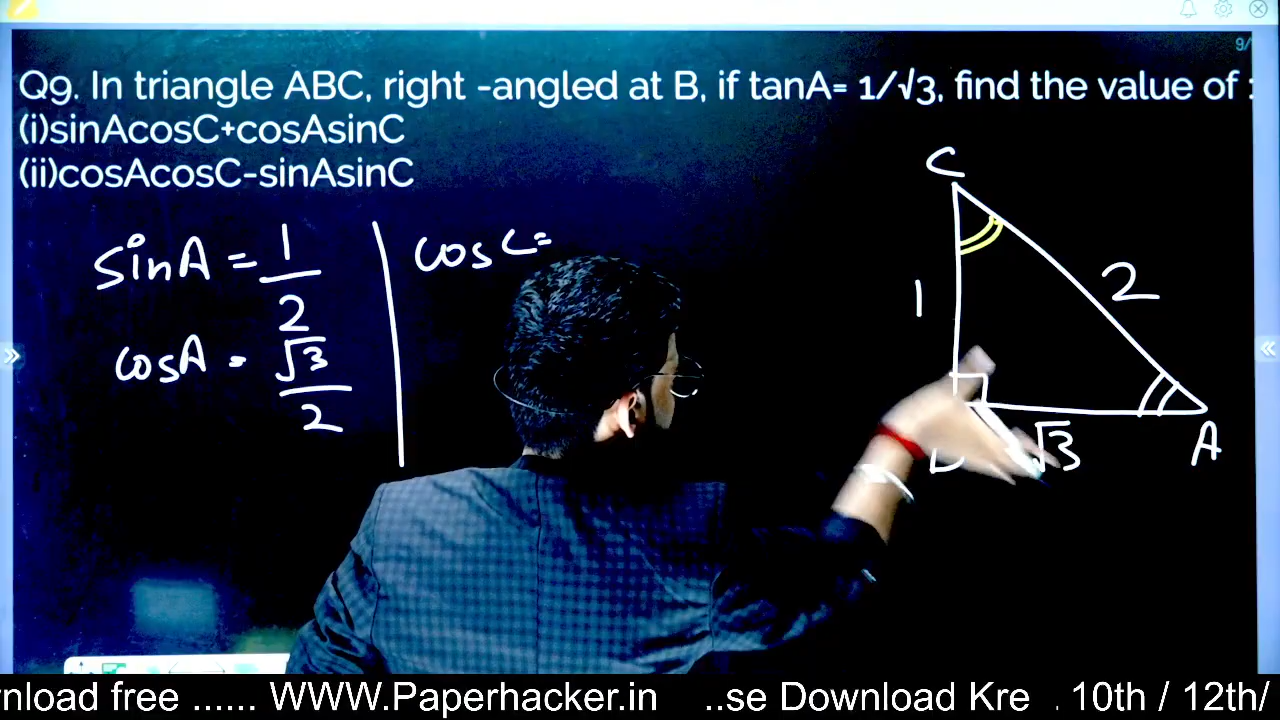 9/
Q9. In triangle ABC, right -angled at B, if tanA= 1/√3, find the value of :
(i)sinAcosC+cosAsinC
(ii)cosAcosC-sinAsinC
sinA = 1/2
cosA = √3/2
cosC=
C
1
2
√3
A
nload free ...... WWW.Paperhacker.in ..se Download Kre . 10th / 12th/